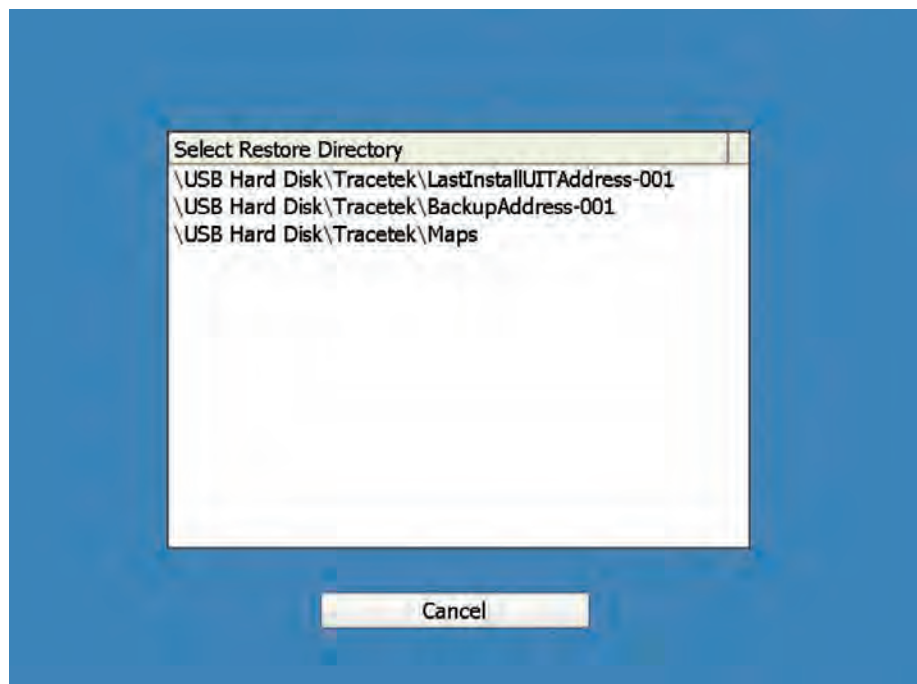 Select Restore Directory
\USB Hard Disk\Tracetek\LastInstallUITAddress-001
\USB Hard Disk\Tracetek\BackupAddress-001
\USB Hard Disk\Tracetek\Maps
Cancel